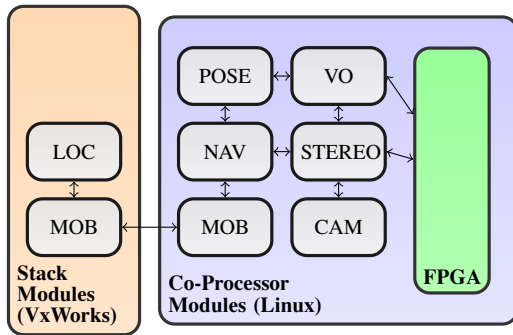 POSE
VO
LOC
NAV
STEREO
MOB
MOB
CAM
Stack
Modules
(VxWorks)
Co-Processor
Modules (Linux)
FPGA